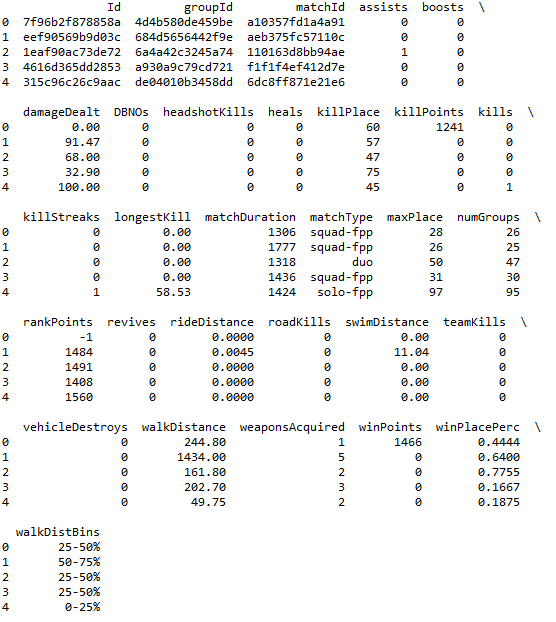 Id groupId matchId assists boosts \
0 7f96b2f878858a 4d4b580de459be a10357fd1a4a91 0 0
1 eef90569b9d03c 684d5656442f9e aeb375fc57110c 0 0
2 1eaf90ac73de72 6a4a42c3245a74 110163d8bb94ae 1 0
3 4616d365dd2853 a930a9c79cd721 f1f1f4ef412d7e 0 0
4 315c96c26c9aac de04010b3458dd 6dc8ff871e21e6 0 0
damageDealt DBNOs headshotKills heals killPlace killPoints kills \
0 0.00 0 0 0 60 1241 0
1 91.47 0 0 0 57 0 0
2 68.00 0 0 0 47 0 0
3 32.90 0 0 0 75 0 0
4 100.00 0 0 0 45 0 1
killStreaks longestKill matchDuration matchType maxPlace numGroups \
0 0 0.00 1306 squad-fpp 28 26
1 0 0.00 1777 squad-fpp 26 25
2 0 0.00 1318 duo 50 47
3 0 0.00 1436 squad-fpp 31 30
4 1 58.53 1424 solo-fpp 97 95
rankPoints revives rideDistance roadKills swimDistance teamKills \
0 -1 0 0.0000 0 0.00 0
1 1484 0 0.0045 0 11.04 0
2 1491 0 0.0000 0 0.00 0
3 1408 0 0.0000 0 0.00 0
4 1560 0 0.0000 0 0.00 0
vehicleDestroys walkDistance weaponsAcquired winPoints winPlacePerc \
0 0 244.80 1 1466 0.4444
1 0 1434.00 5 0 0.6400
2 0 161.80 2 0 0.7755
3 0 202.70 3 0 0.1667
4 0 49.75 2 0 0.1875
walkDistBins
0 25-50%
1 50-75%
2 25-50%
3 25-50%
4 0-25%